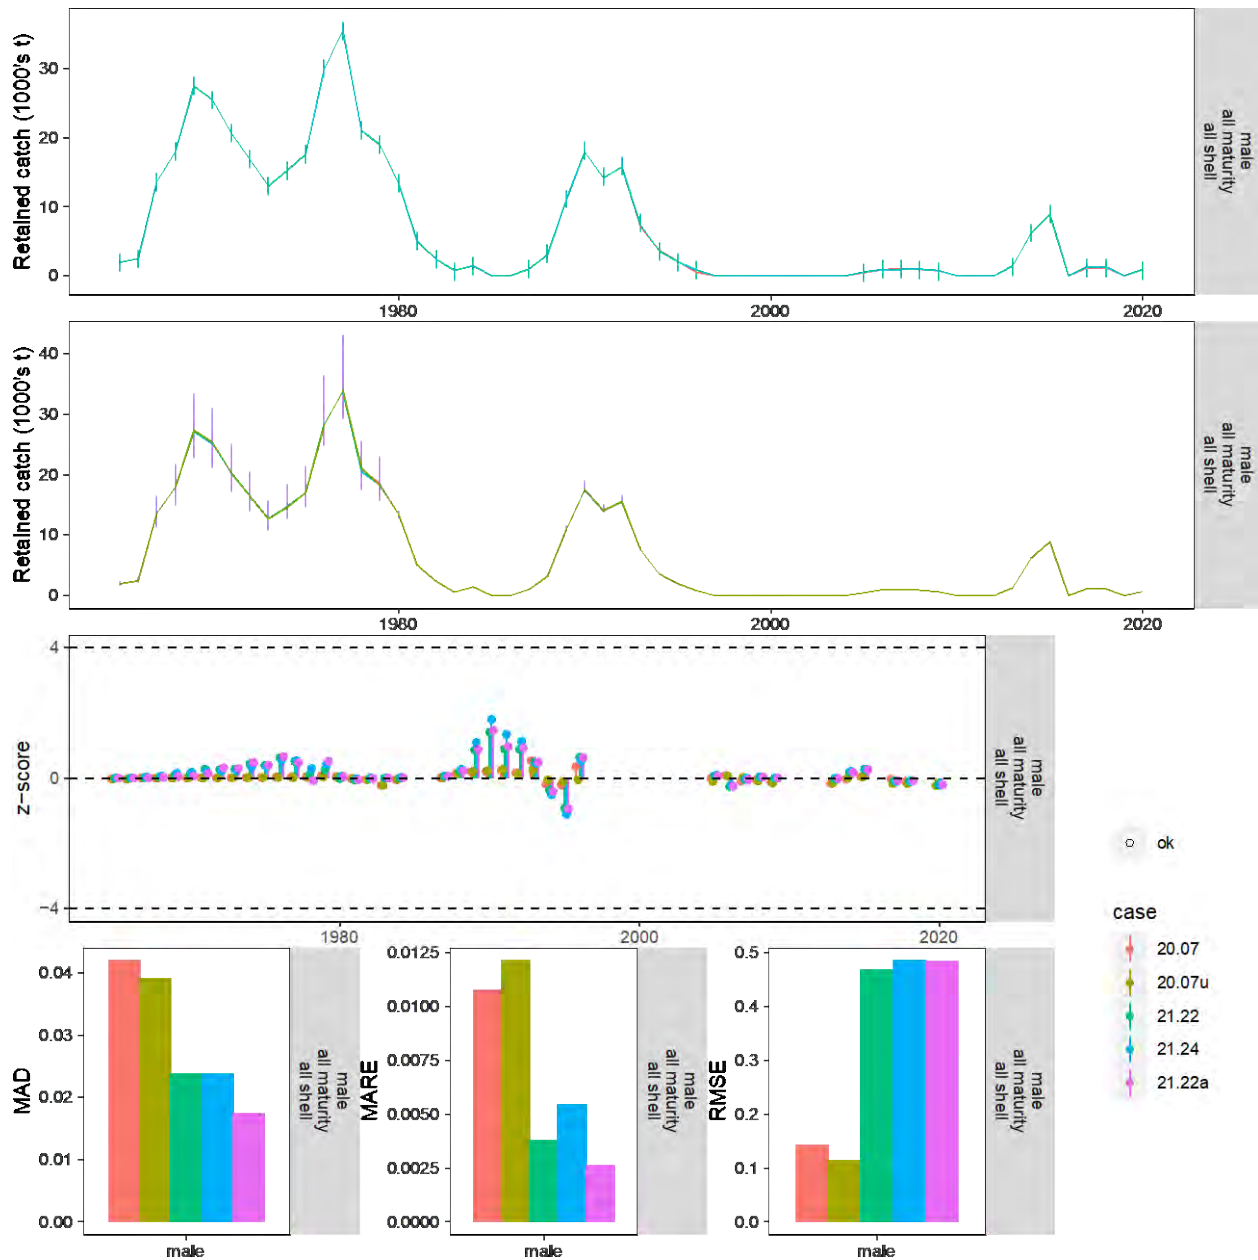 Retained catch (1000's t)
30
20
10
0
1980
2000
2020
male
all maturity
all shell
Retained catch (1000's t)
40
30
20
10
0
1980
2000
2020
male
all maturity
all shell
z-score
4
0
-4
1980
2000
2020
male
all maturity
all shell
ok
case
20.07
20.07u
21.22
21.24
21.22a
MAD
0.04
0.03
0.02
0.01
0.00
male
male
all maturity
all shell
MARE
0.0125
0.0100
0.0075
0.0050
0.0025
0.0000
male
male
all maturity
all shell
RMSE
0.5
0.4
0.3
0.2
0.1
0.0
male
male
all maturity
all shell